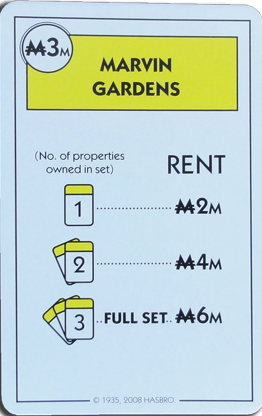 ₩3M
MARVIN
GARDENS
(No. of properties
owned in set)
RENT
1 ₩2M
2 ₩4M
3 FULL SET ₩6M
© 1935, 2008 HASBRO.